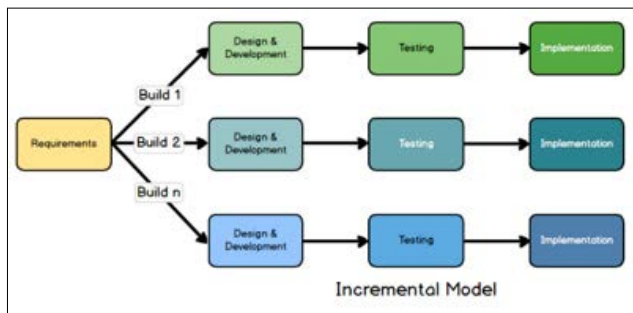 Design &
Development
Testing
Implementation
Build 1
Requirements
Build 2
Design &
Development
Testing
Implementation
Build n
Design &
Development
Testing
Implementation
Incremental Model